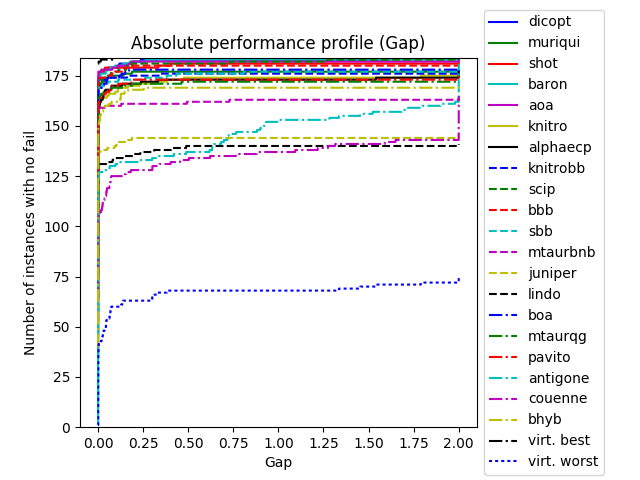 Absolute performance profile (Gap)
Number of instances with no fail
175
150
125
100
75
50
25
0
0.00 0.25 0.50 0.75 1.00 1.25 1.50 1.75 2.00
Gap
dicopt
muriqui
shot
baron
aoa
knitro
alphaecp
knitrobb
scip
bbb
sbb
mtaurbnb
juniper
lindo
boa
mtaurqg
pavito
antigone
couenne
bhyb
virt. best
virt. worst